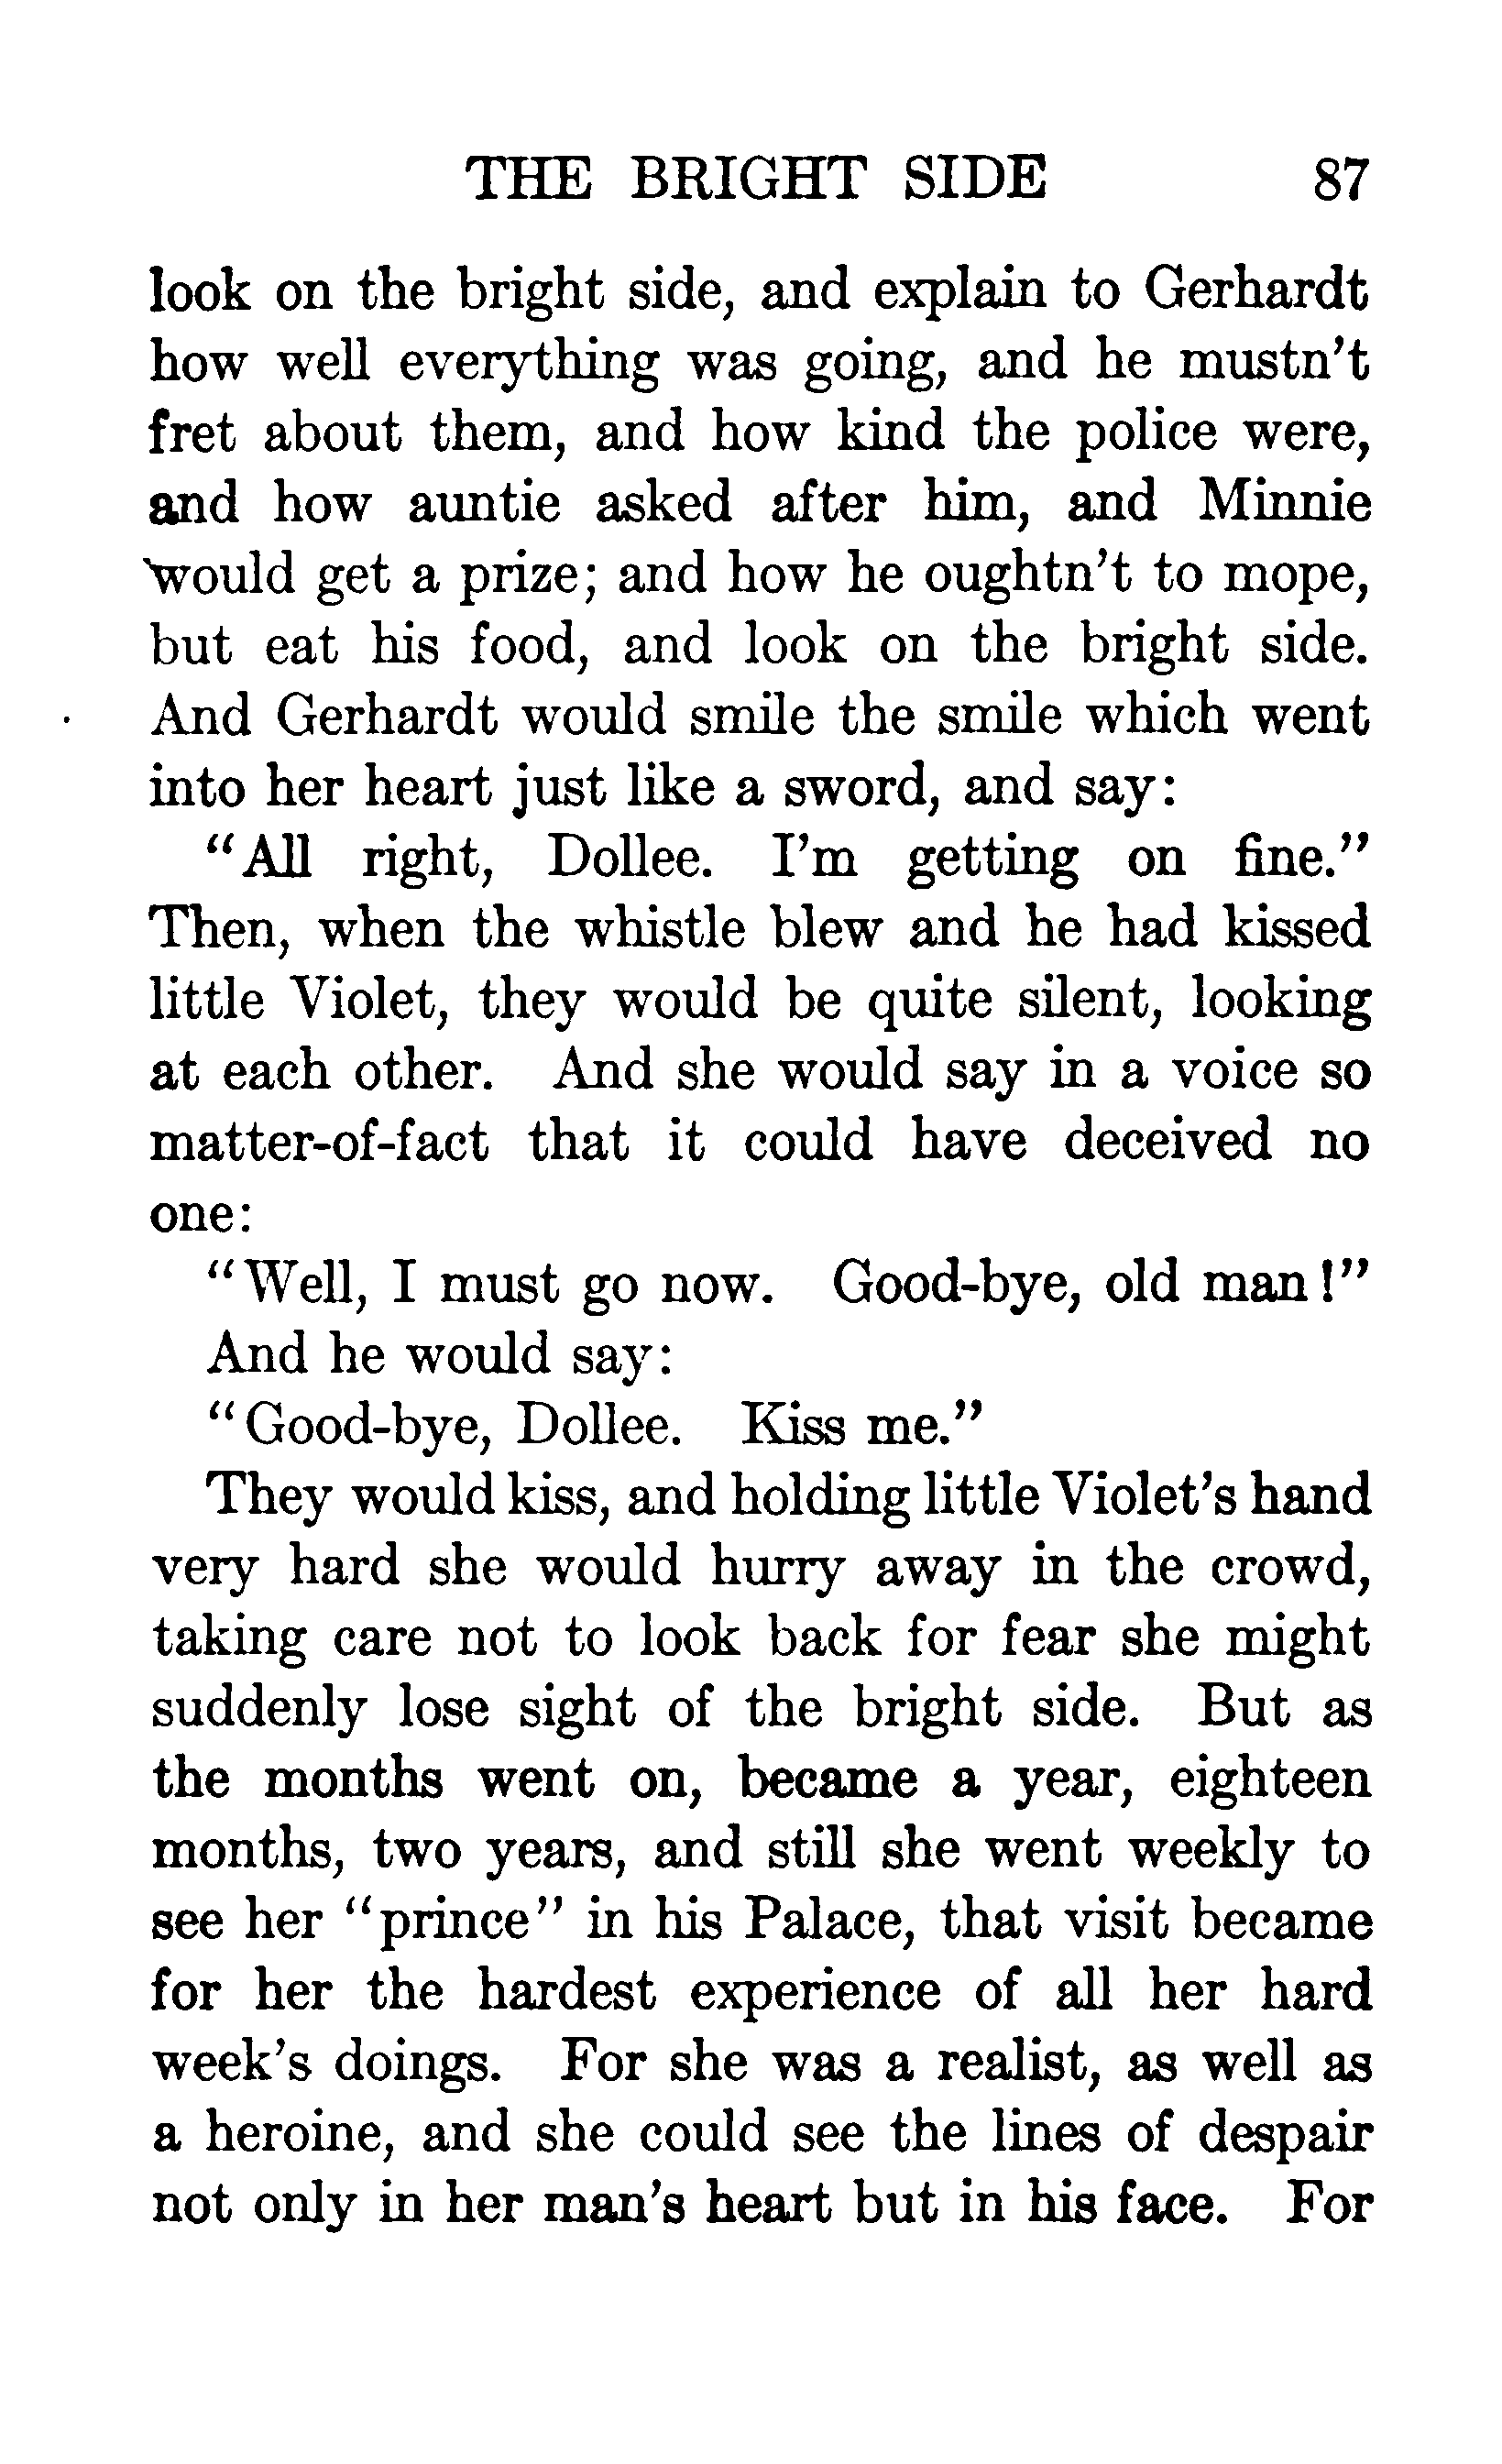 THE BRIGHT SIDE 87
look on the bright side, and explain to Gerhardt
how well everything was going, and he mustn't
fret about them, and how kind the police were,
and how auntie asked after him, and Minnie
would get a prize; and how he oughtn't to mope,
but eat his food, and look on the bright side.
And Gerhardt would smile the smile which went
into her heart just like a sword, and say:
"All right, Dollee. I'm getting on fine."
Then, when the whistle blew and he had kissed
little Violet, they would be quite silent, looking
at each other. And she would say in a voice so
matter-of-fact that it could have deceived no
one:
"Well, I must go now. Good-bye, old man!"
And he would say:
"Good-bye, Dollee. Kiss me."
They would kiss, and holding little Violet's hand
very hard she would hurry away in the crowd,
taking care not to look back for fear she might
suddenly lose sight of the bright side. But as
the months went on, became a year, eighteen
months, two years, and still she went weekly to
see her "prince" in his Palace, that visit became
for her the hardest experience of all her hard
week's doings. For she was a realist, as well as
a heroine, and she could see the lines of despair
not only in her man's heart but in his face. For